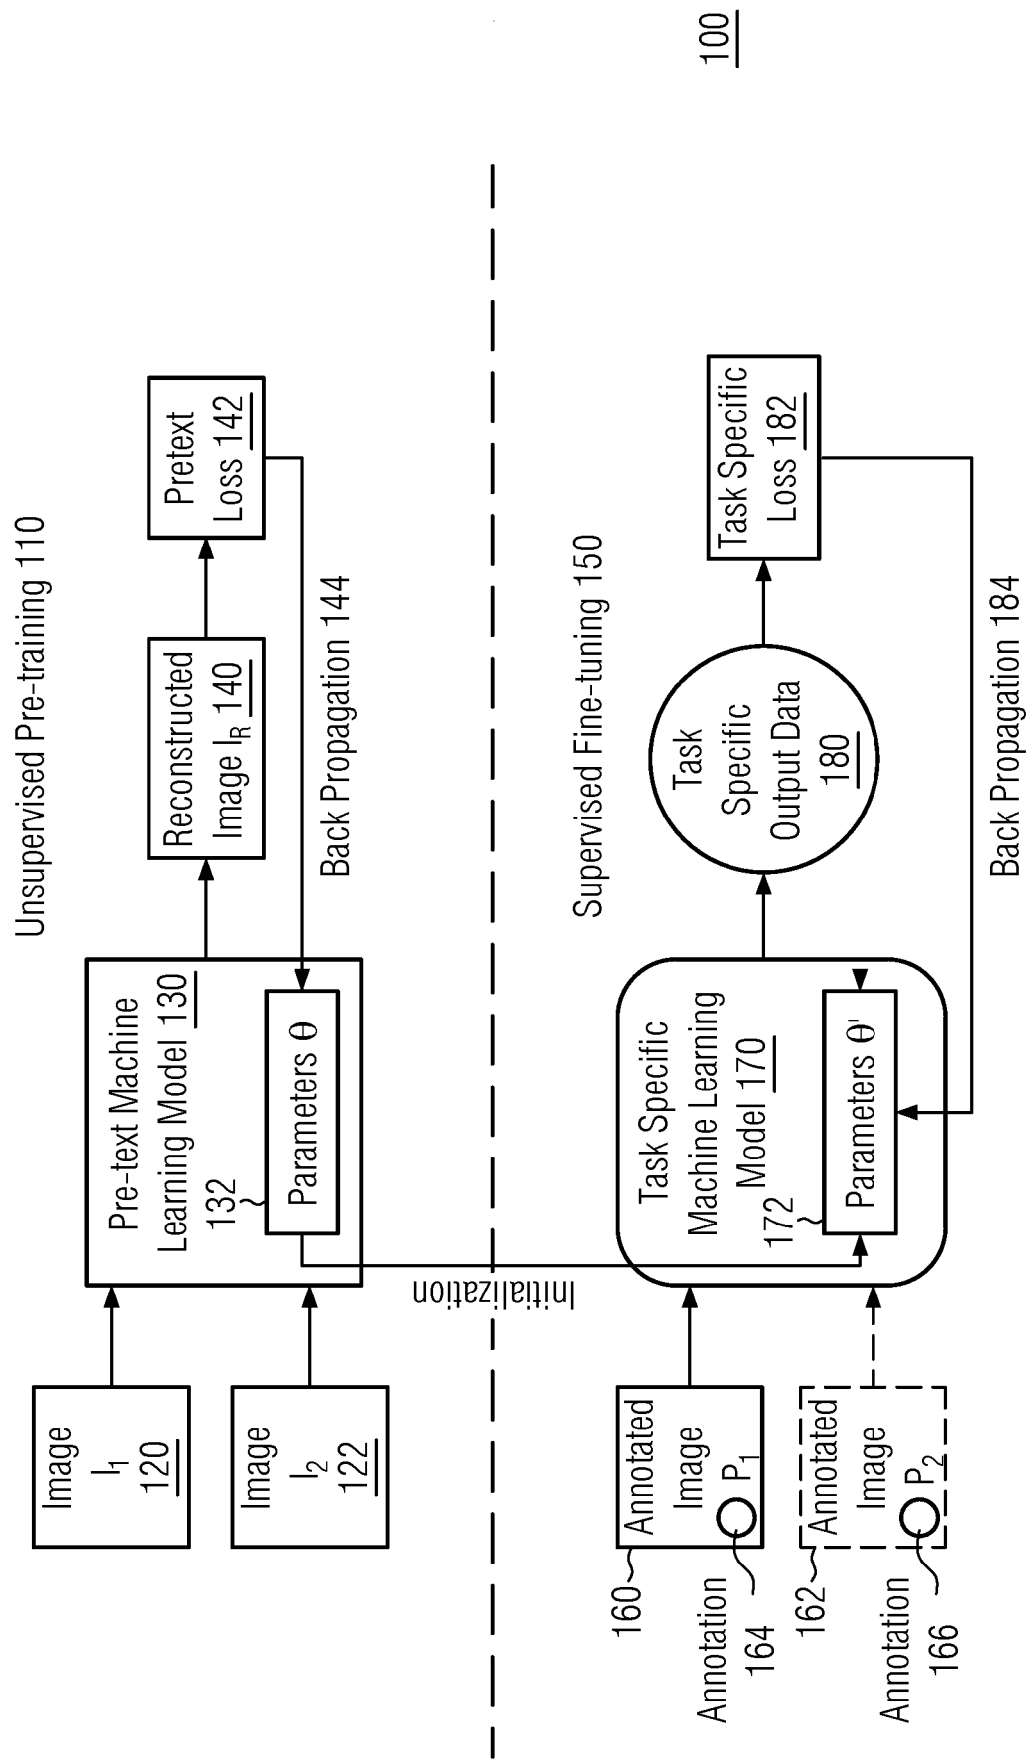 100
Unsupervised Pre-training 110
Image
I1
120
Image
I2
122
Pre-text Machine
Learning Model 130
132
Parameters Θ
Reconstructed
Image IR 140
Pretext
Loss 142
Back Propagation 144
Initialization
Supervised Fine-tuning 150
160
Annotated
Image
P1
Annotation
164
162
Annotated
Image
P2
Annotation
166
Task Specific
Machine Learning
Model 170
172
Parameters Θ'
Task
Specific
Output Data
180
Task Specific
Loss 182
Back Propagation 184